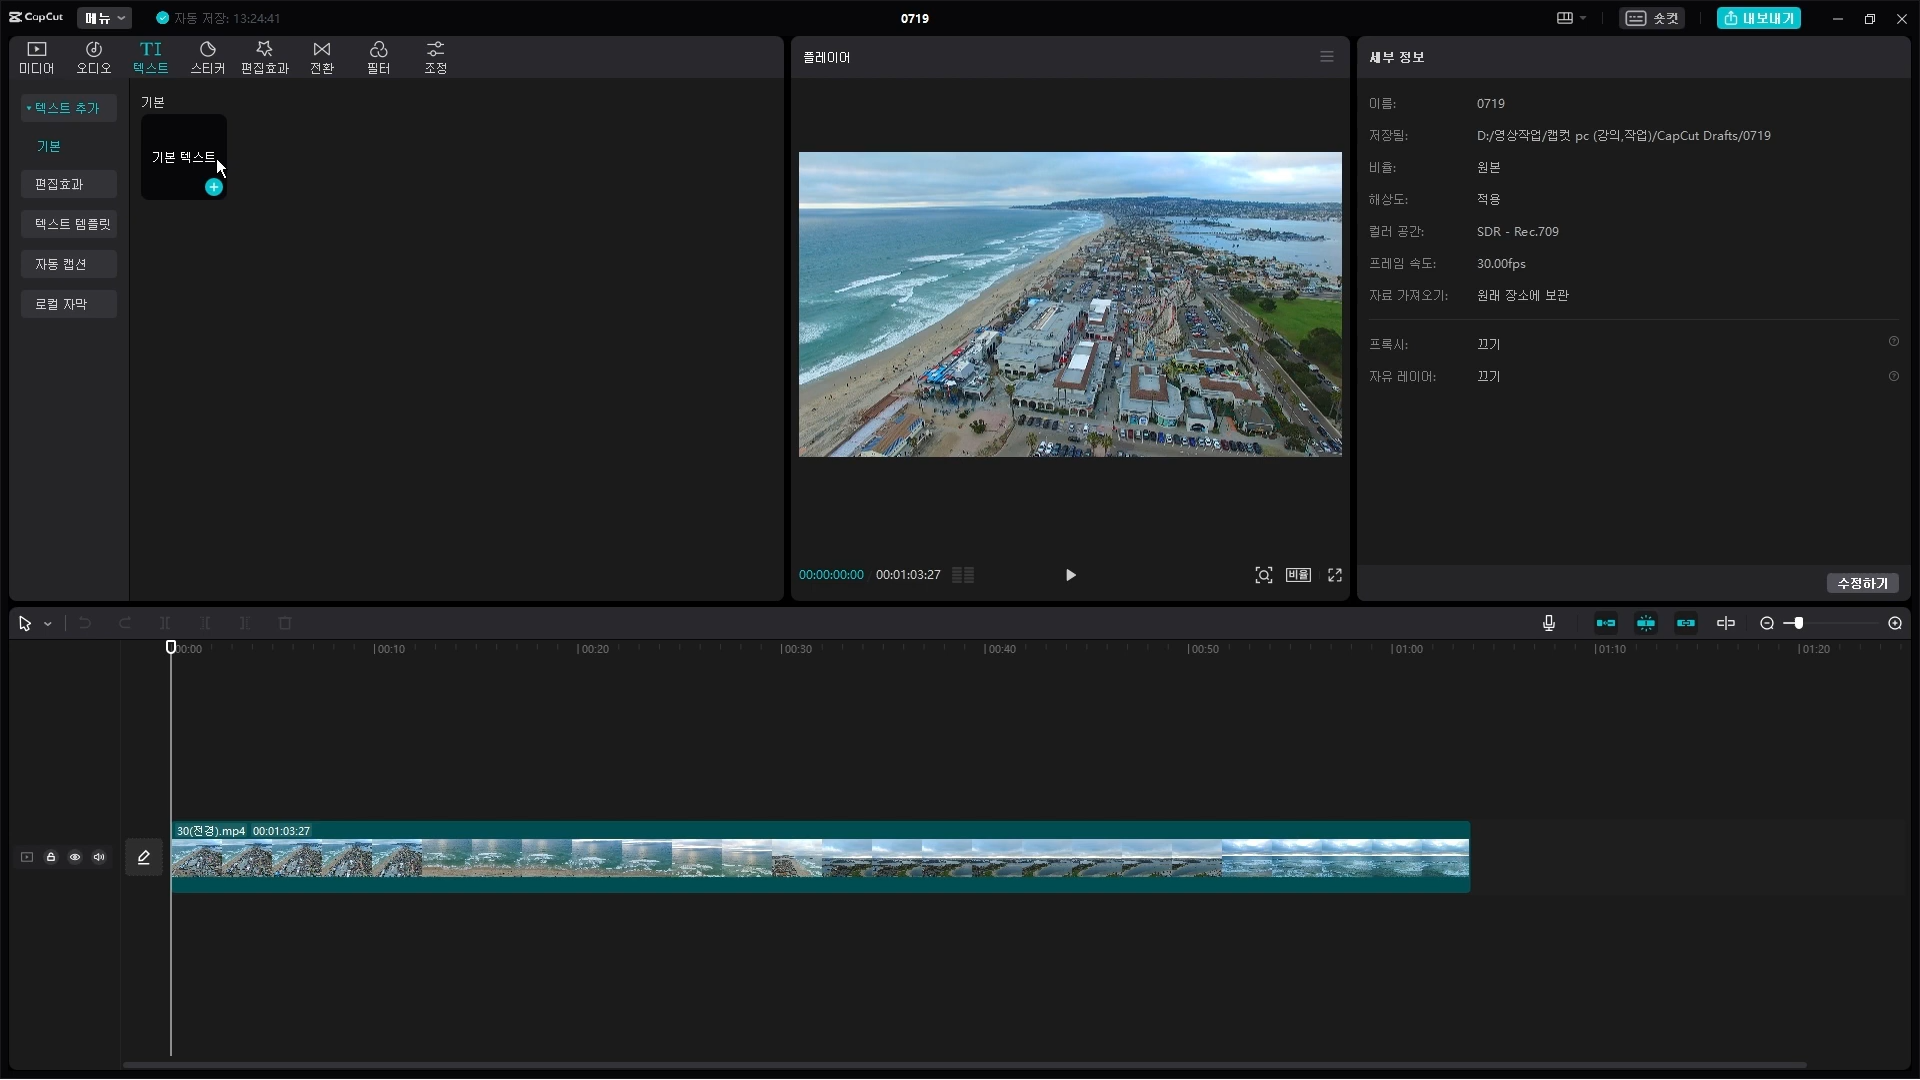 CapCut 메뉴 자동 저장: 13:24:41 0719 숏컷 내보내기
미디어 오디오 TI 텍스트 스티커 편집효과 전환 필터 조정
텍스트 추가
기본
편집효과
텍스트 템플릿
자동 캡션
로컬 자막
기본
기본 텍스트
플레이어
00:00:00:00 00:01:03:27 비율
세부 정보
이름: 0719
저장됨: D:/영상작업/캡컷 pc (강의,작업)/CapCut Drafts/0719
비율: 원본
해상도: 적용
컬러 공간: SDR - Rec.709
프레임 속도: 30.00fps
자료 가져오기: 원래 장소에 보관
프록시: 끄기
자유 레이어: 끄기
수정하기
00:00 00:10 00:20 00:30 00:40 00:50 01:00 01:10 01:20
30(전경).mp4 00:01:03:27